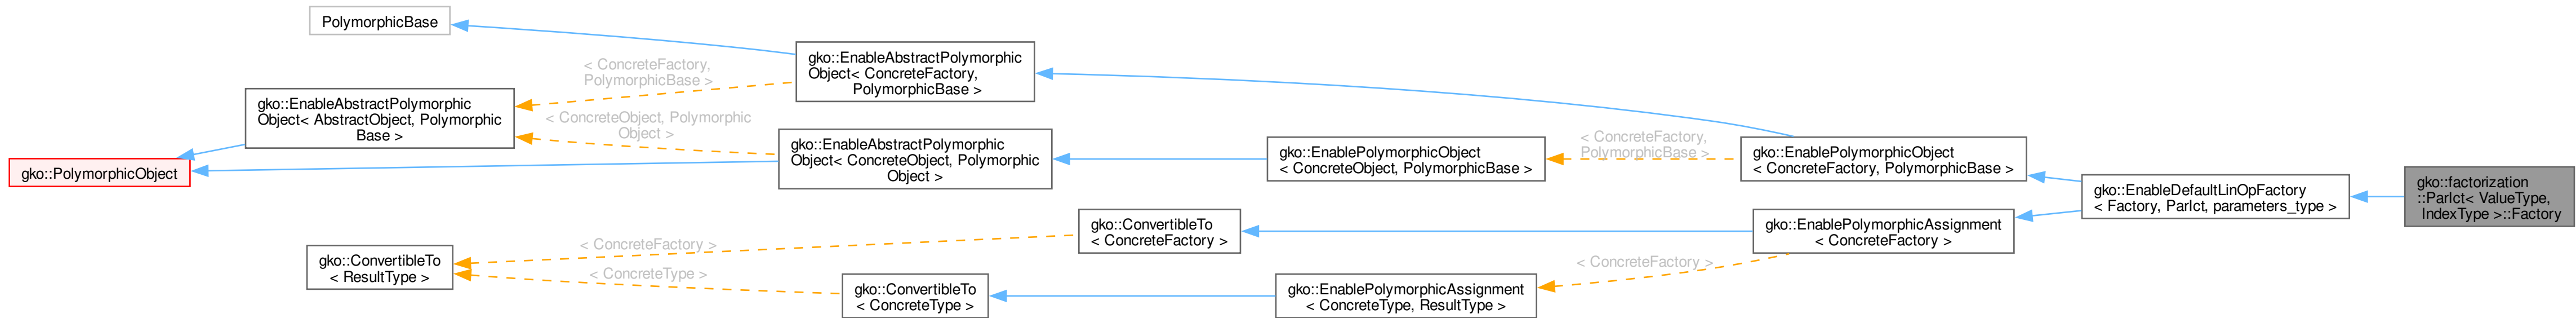 PolymorphicBase
gko::EnableAbstractPolymorphic
Object< ConcreteFactory,
PolymorphicBase >
< ConcreteFactory,
PolymorphicBase >
gko::EnableAbstractPolymorphic
Object< AbstractObject, Polymorphic
Base >
< ConcreteObject, Polymorphic
Object >
gko::PolymorphicObject
gko::EnableAbstractPolymorphic
Object< ConcreteObject, Polymorphic
Object >
gko::EnablePolymorphicObject
< ConcreteObject, PolymorphicBase >
< ConcreteFactory,
PolymorphicBase >
gko::EnablePolymorphicObject
< ConcreteFactory, PolymorphicBase >
gko::EnableDefaultLinOpFactory
< Factory, ParIct, parameters_type >
gko::factorization
::ParIct< ValueType,
IndexType >::Factory
gko::ConvertibleTo
< ConcreteFactory >
gko::EnablePolymorphicAssignment
< ConcreteFactory >
< ConcreteFactory >
gko::ConvertibleTo
< ResultType >
< ConcreteType >
gko::ConvertibleTo
< ConcreteType >
gko::EnablePolymorphicAssignment
< ConcreteType, ResultType >
< ConcreteFactory >